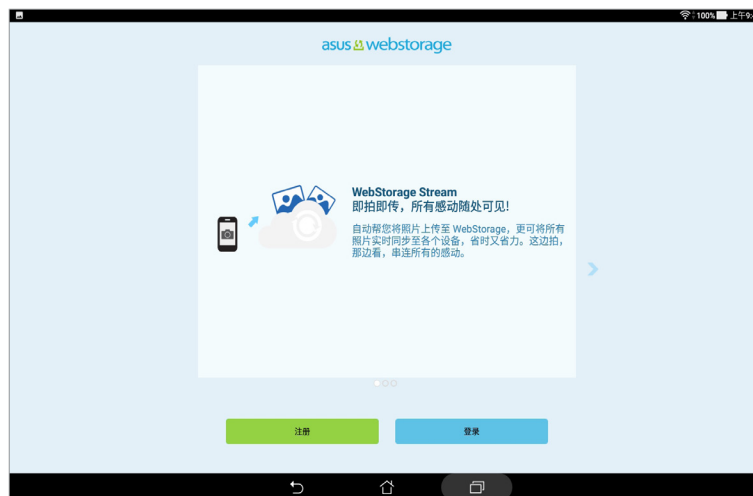 100% 上午9:
asus webstorage
WebStorage Stream
即拍即传，所有感动随处可见!
自动帮您将照片上传至 WebStorage，更可将所有
照片实时同步至各个设备，省时又省力。这边拍，
那边看，串连所有的感动。
注册
登录